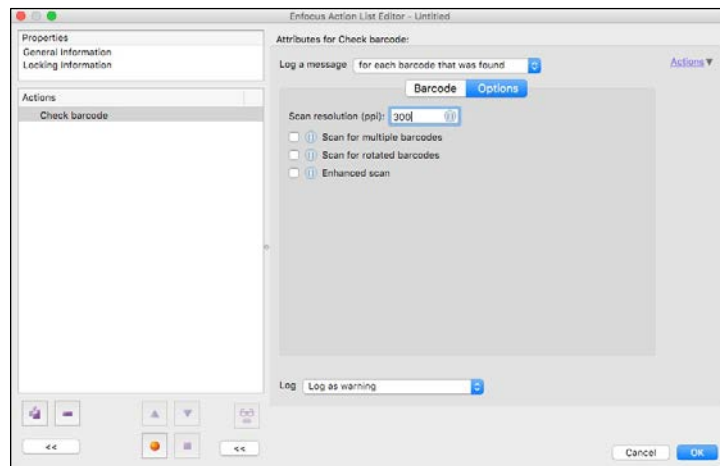 Enfocus Action List Editor - Untitled
Properties
General Information
Locking Information
Actions
Check barcode
<<
<<
Attributes for Check barcode:
Log a message for each barcode that was found
Actions ▼
Barcode Options
Scan resolution (ppi): 300
Scan for multiple barcodes
Scan for rotated barcodes
Enhanced scan
Log Log as warning
Cancel OK